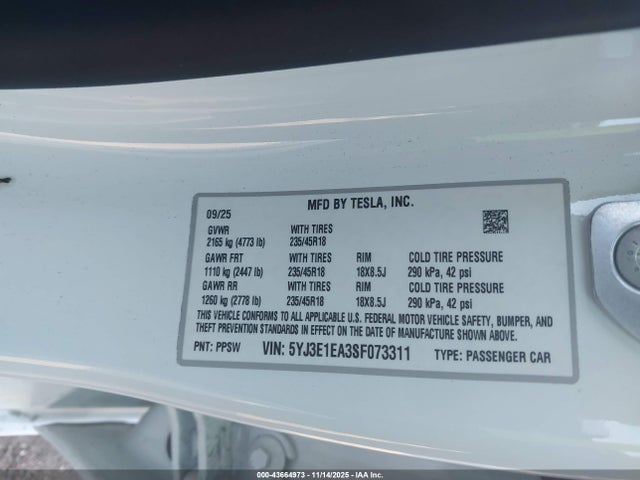 09/25 MFD BY TESLA, INC.
GVWR WITH TIRES
2165 kg (4773 lb) 235/45R18
GAWR FRT WITH TIRES RIM COLD TIRE PRESSURE
1110 kg (2447 lb) 235/45R18 18X8.5J 290 kPa, 42 psi
GAWR RR WITH TIRES RIM COLD TIRE PRESSURE
1260 kg (2778 lb) 235/45R18 18X8.5J 290 kPa, 42 psi
THIS VEHICLE CONFORMS TO ALL APPLICABLE U.S. FEDERAL MOTOR VEHICLE SAFETY, BUMPER, AND
THEFT PREVENTION STANDARDS IN EFFECT ON THE DATE OF MANUFACTURE SHOWN ABOVE.
PNT: PPSW VIN: 5YJ3E1EA3SF073311 TYPE: PASSENGER CAR
000-43664973 | 11/14/2025 | IAA Inc.